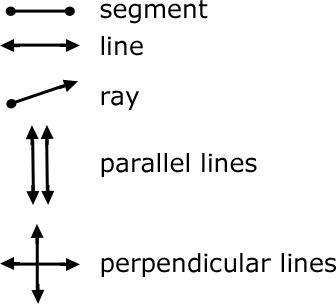 segment
line
ray
parallel lines
perpendicular lines